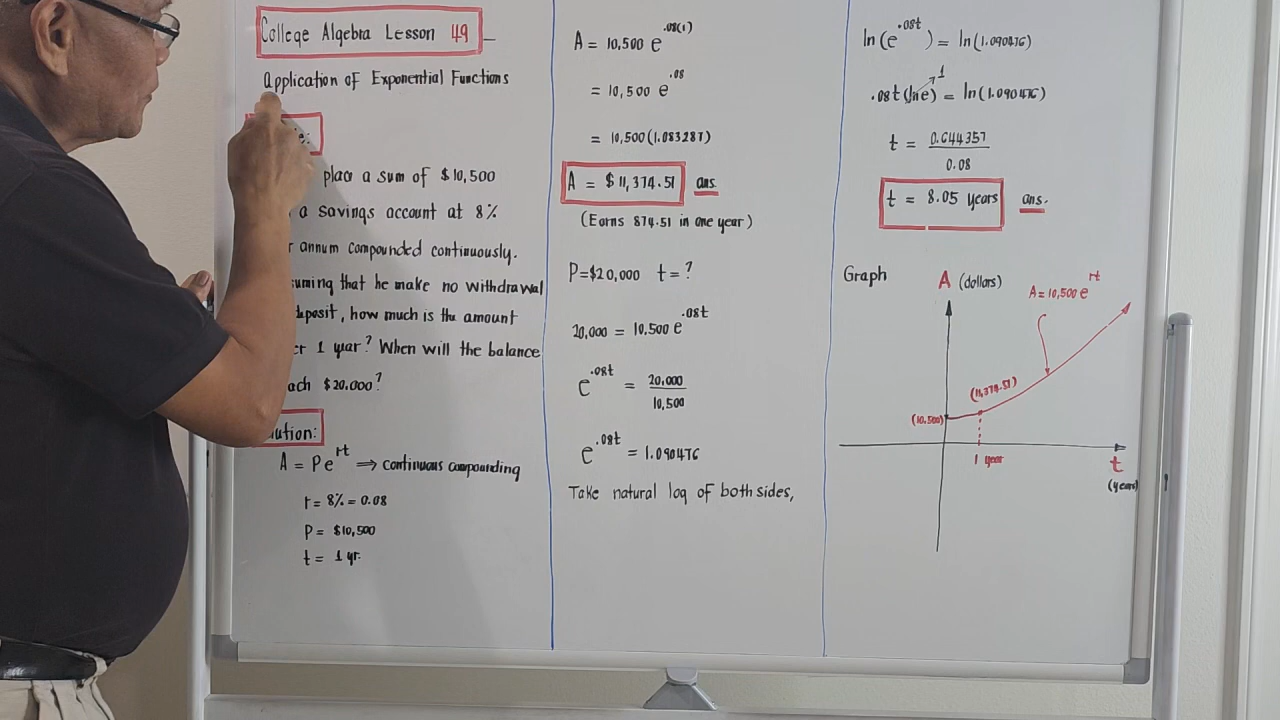 College Algebra Lesson 49
Application of Exponential Functions
place a sum of $10,500
a savings account at 8%
annum compounded continuously.
that he make no withdrawal
how much is the amount
1 year? When will the balance
$20.000?
A = Pe^rt ⟹ continuous compounding
r = 8% = 0.08
P = $10,500
t = 1 yr.
A = 10,500 e^.08(1)
= 10,500 e^.08
= 10,500 (1.083287)
A = $11,374.51 ans.
(Earns 874.51 in one year)
P=$20,000 t = ?
20,000 = 10,500 e^.08t
e^.08t = 20,000 / 10,500
e^.08t = 1.090476
Take natural log of both sides,
ln(e^.08t) = ln(1.090476)
.08t (ln e) 1 = ln(1.090476)
t = 0.644357 / 0.08
t = 8.05 years ans.
Graph
A (dollars)
A = 10,500 e^rt
(11,374.51)
(10.500)
1 year
t
(years)